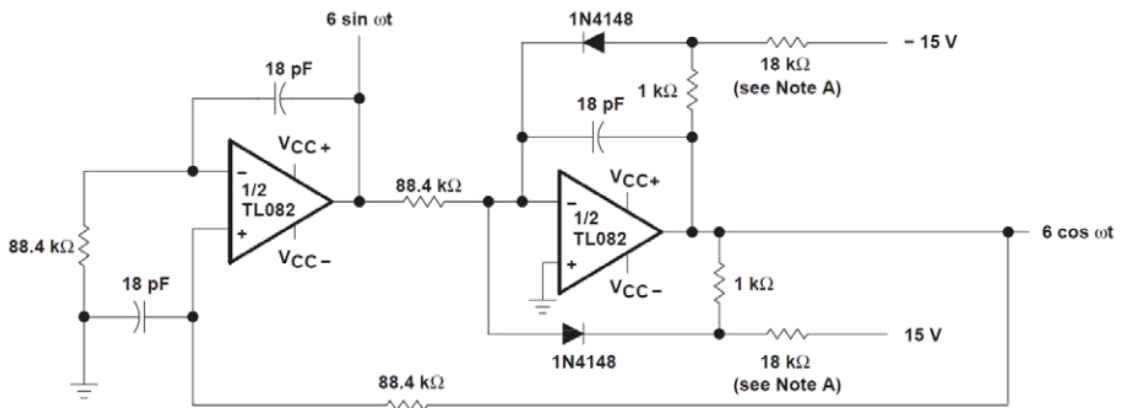 6 sin ωt
1N4148
– 15 V
18 kΩ
(see Note A)
18 pF
1 kΩ
18 pF
VCC+
–
1/2
TL082
+
VCC–
88.4 kΩ
88.4 kΩ
18 pF
VCC+
–
1/2
TL082
+
VCC–
6 cos ωt
1 kΩ
15 V
1N4148
18 kΩ
(see Note A)
88.4 kΩ